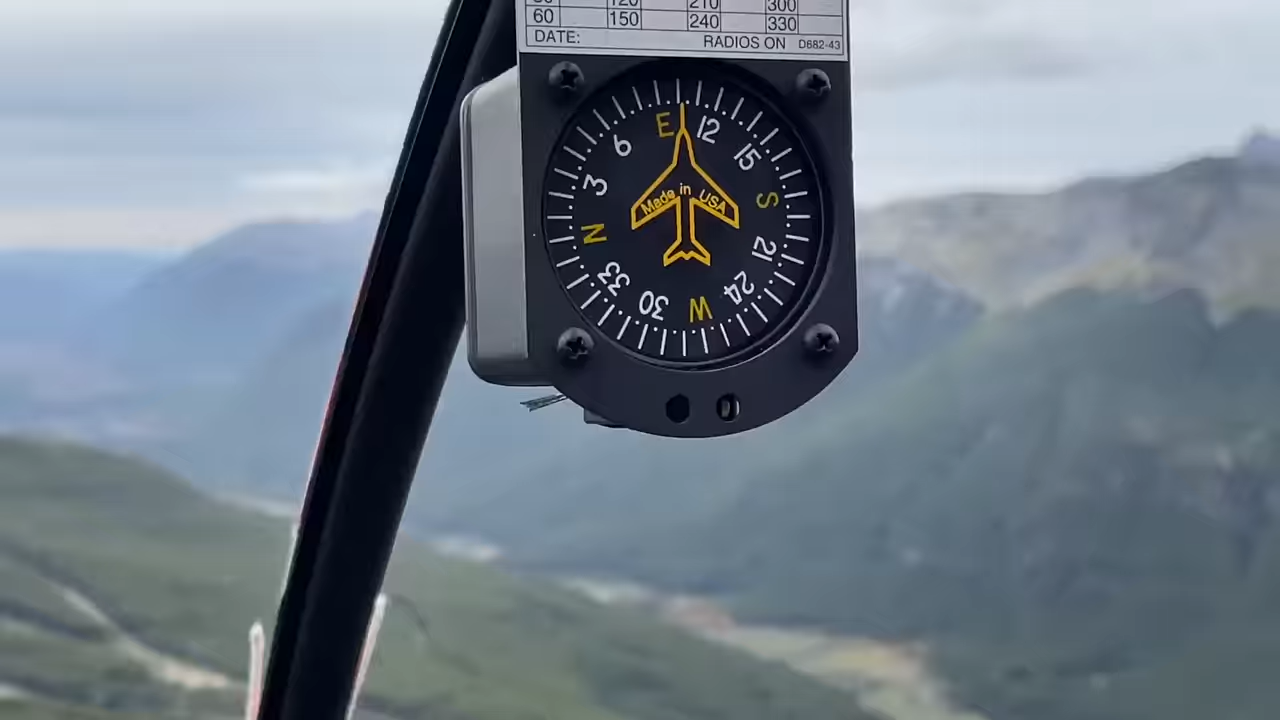 60 150 240 330
DATE: RADIOS ON D682-43
E 12
6 15
3 S
Made in USA
N 21
33 24
30 W